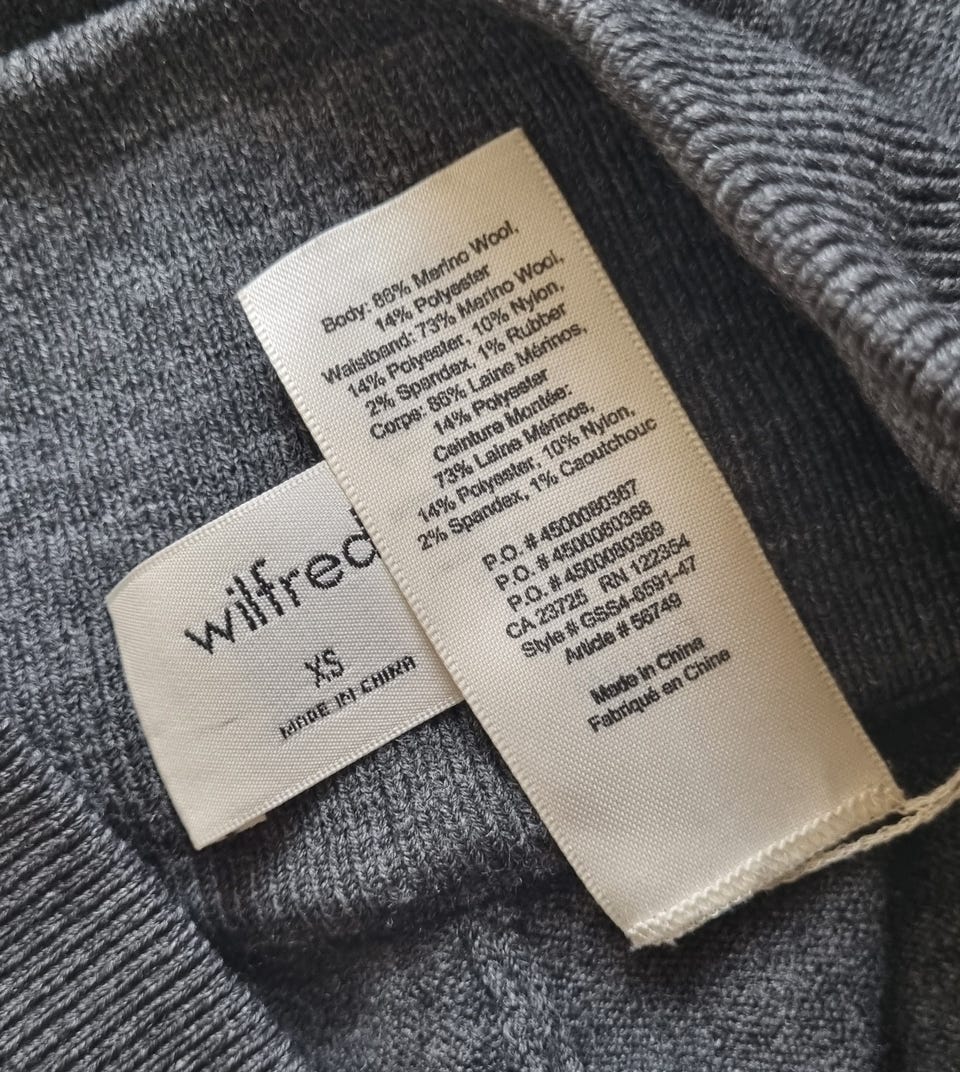 Body: 86% Merino Wool,
14% Polyester
Waistband: 73% Merino Wool,
14% Polyester, 10% Nylon,
2% Spandex, 1% Rubber
Corps: 86% Laine Mérinos,
14% Polyester
Ceinture Montée:
73% Laine Mérinos,
14% Polyester, 10% Nylon,
2% Spandex, 1% Caoutchouc
P.O. # 4500080367
P.O. # 4500080368
P.O. # 4500080369
CA 23725 RN 122354
Style # GSS4-6591-47
Article # 56749
Made in China
Fabriqué en Chine
wilfred
XS
MADE IN CHINA